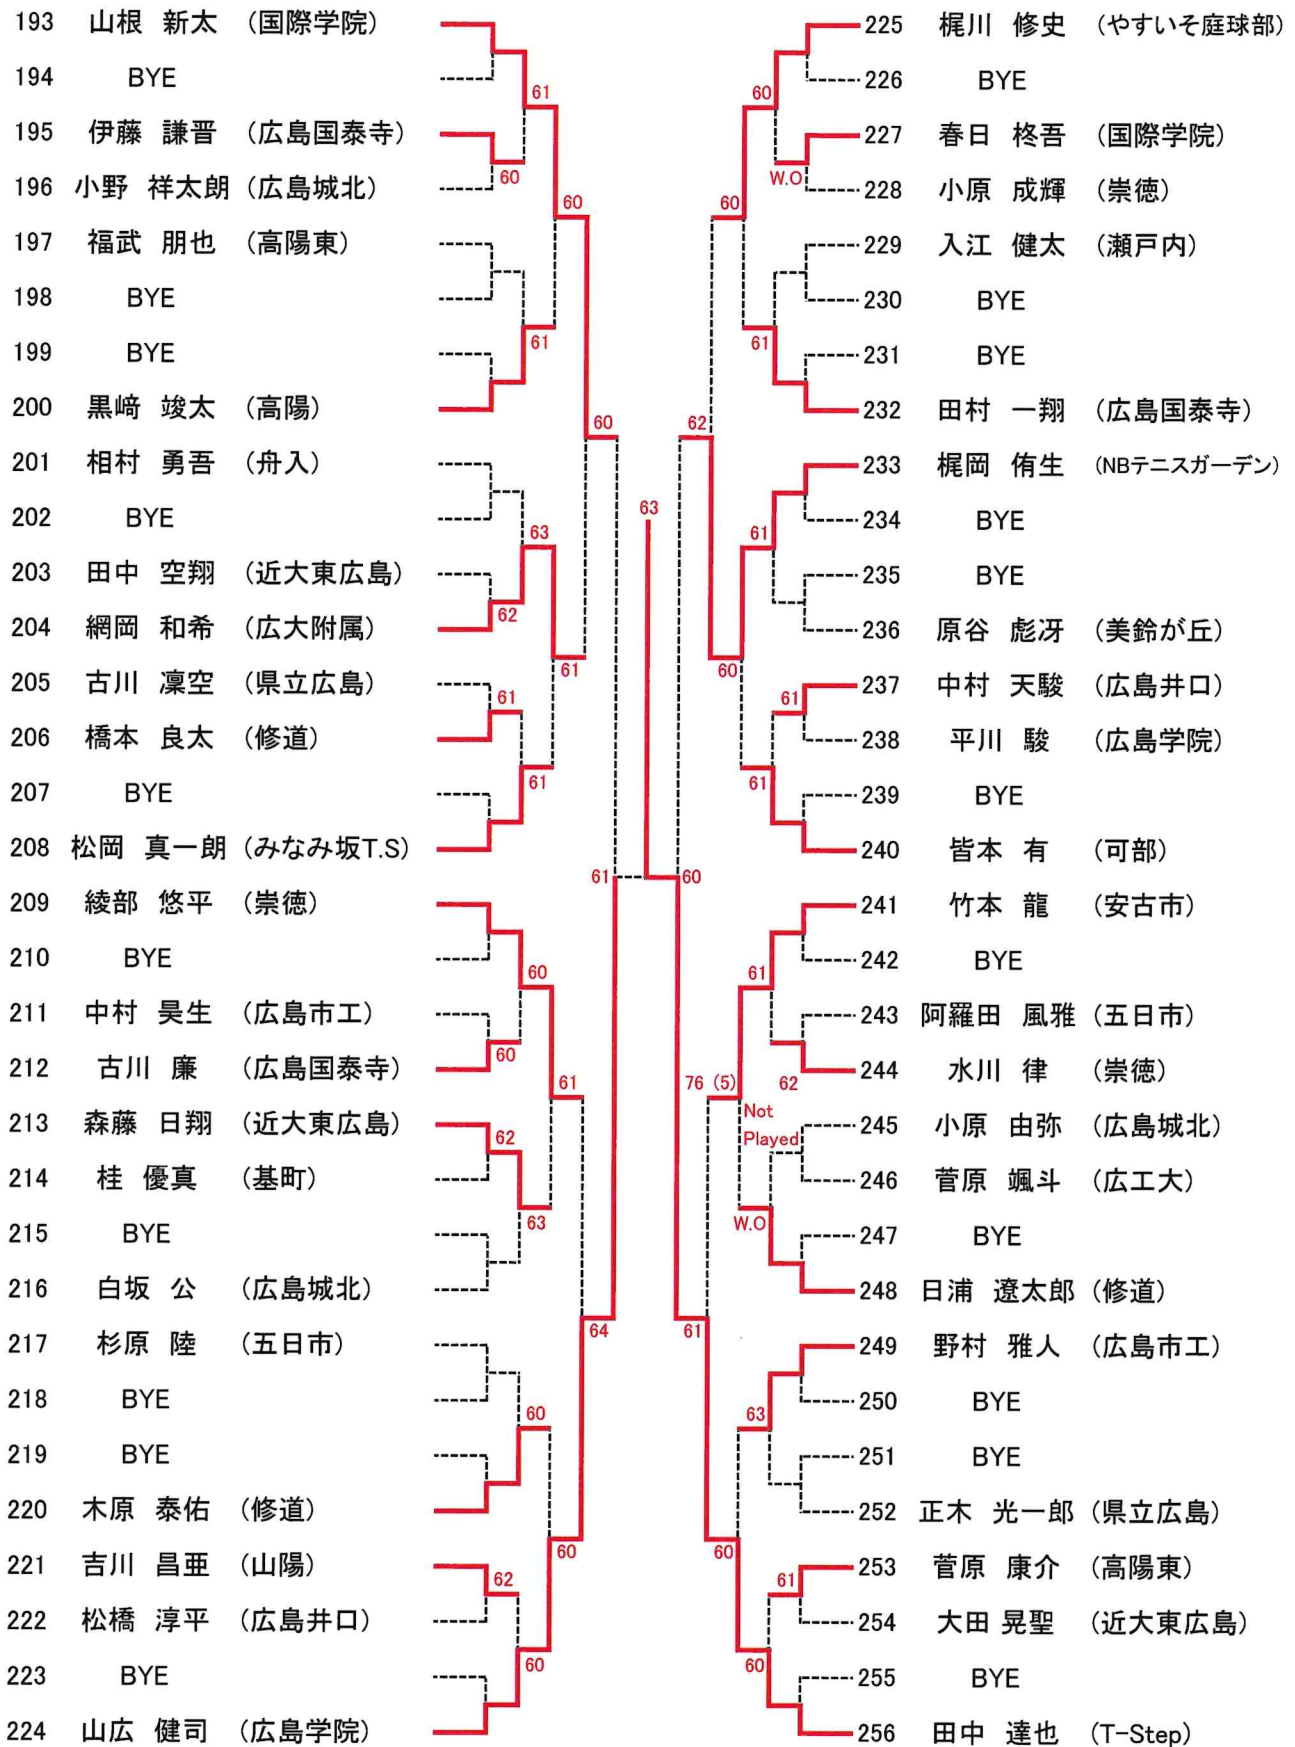 193 山根 新太 (国際学院)
194 BYE
61
195 伊藤 謙晋 (広島国泰寺)
60
196 小野 祥太朗 (広島城北)
60
197 福武 朋也 (高陽東)
198 BYE
61
199 BYE
200 黒﨑 竣太 (高陽)
60
201 相村 勇吾 (舟入)
202 BYE
63
203 田中 空翔 (近大東広島)
62
204 網岡 和希 (広大附属)
61
205 古川 凜空 (県立広島)
61
206 橋本 良太 (修道)
61
207 BYE
208 松岡 真一朗 (みなみ坂T.S)
61
209 綾部 悠平 (崇徳)
210 BYE
60
211 中村 昊生 (広島市工)
60
212 古川 廉 (広島国泰寺)
61
213 森藤 日翔 (近大東広島)
62
214 桂 優真 (基町)
63
215 BYE
216 白坂 公 (広島城北)
64
217 杉原 陸 (五日市)
218 BYE
60
219 BYE
220 木原 泰佑 (修道)
60
221 吉川 昌亜 (山陽)
62
222 松橋 淳平 (広島井口)
60
223 BYE
224 山広 健司 (広島学院)
63
225 梶川 修史 (やすいそ庭球部)
226 BYE
60
227 春日 柊吾 (国際学院)
W.O
228 小原 成輝 (崇徳)
60
229 入江 健太 (瀬戸内)
230 BYE
61
231 BYE
232 田村 一翔 (広島国泰寺)
62
233 梶岡 侑生 (NBテニスガーデン)
234 BYE
61
235 BYE
236 原谷 彪冴 (美鈴が丘)
60
237 中村 天駿 (広島井口)
61
238 平川 駿 (広島学院)
61
239 BYE
240 皆本 有 (可部)
60
241 竹本 龍 (安古市)
242 BYE
61
243 阿羅田 風雅 (五日市)
62
244 水川 律 (崇徳)
76 (5)
Not
Played
245 小原 由弥 (広島城北)
246 菅原 颯斗 (広工大)
W.O
247 BYE
248 日浦 遼太郎 (修道)
61
249 野村 雅人 (広島市工)
250 BYE
63
251 BYE
252 正木 光一郎 (県立広島)
60
253 菅原 康介 (高陽東)
61
254 大田 晃聖 (近大東広島)
60
255 BYE
256 田中 達也 (T-Step)